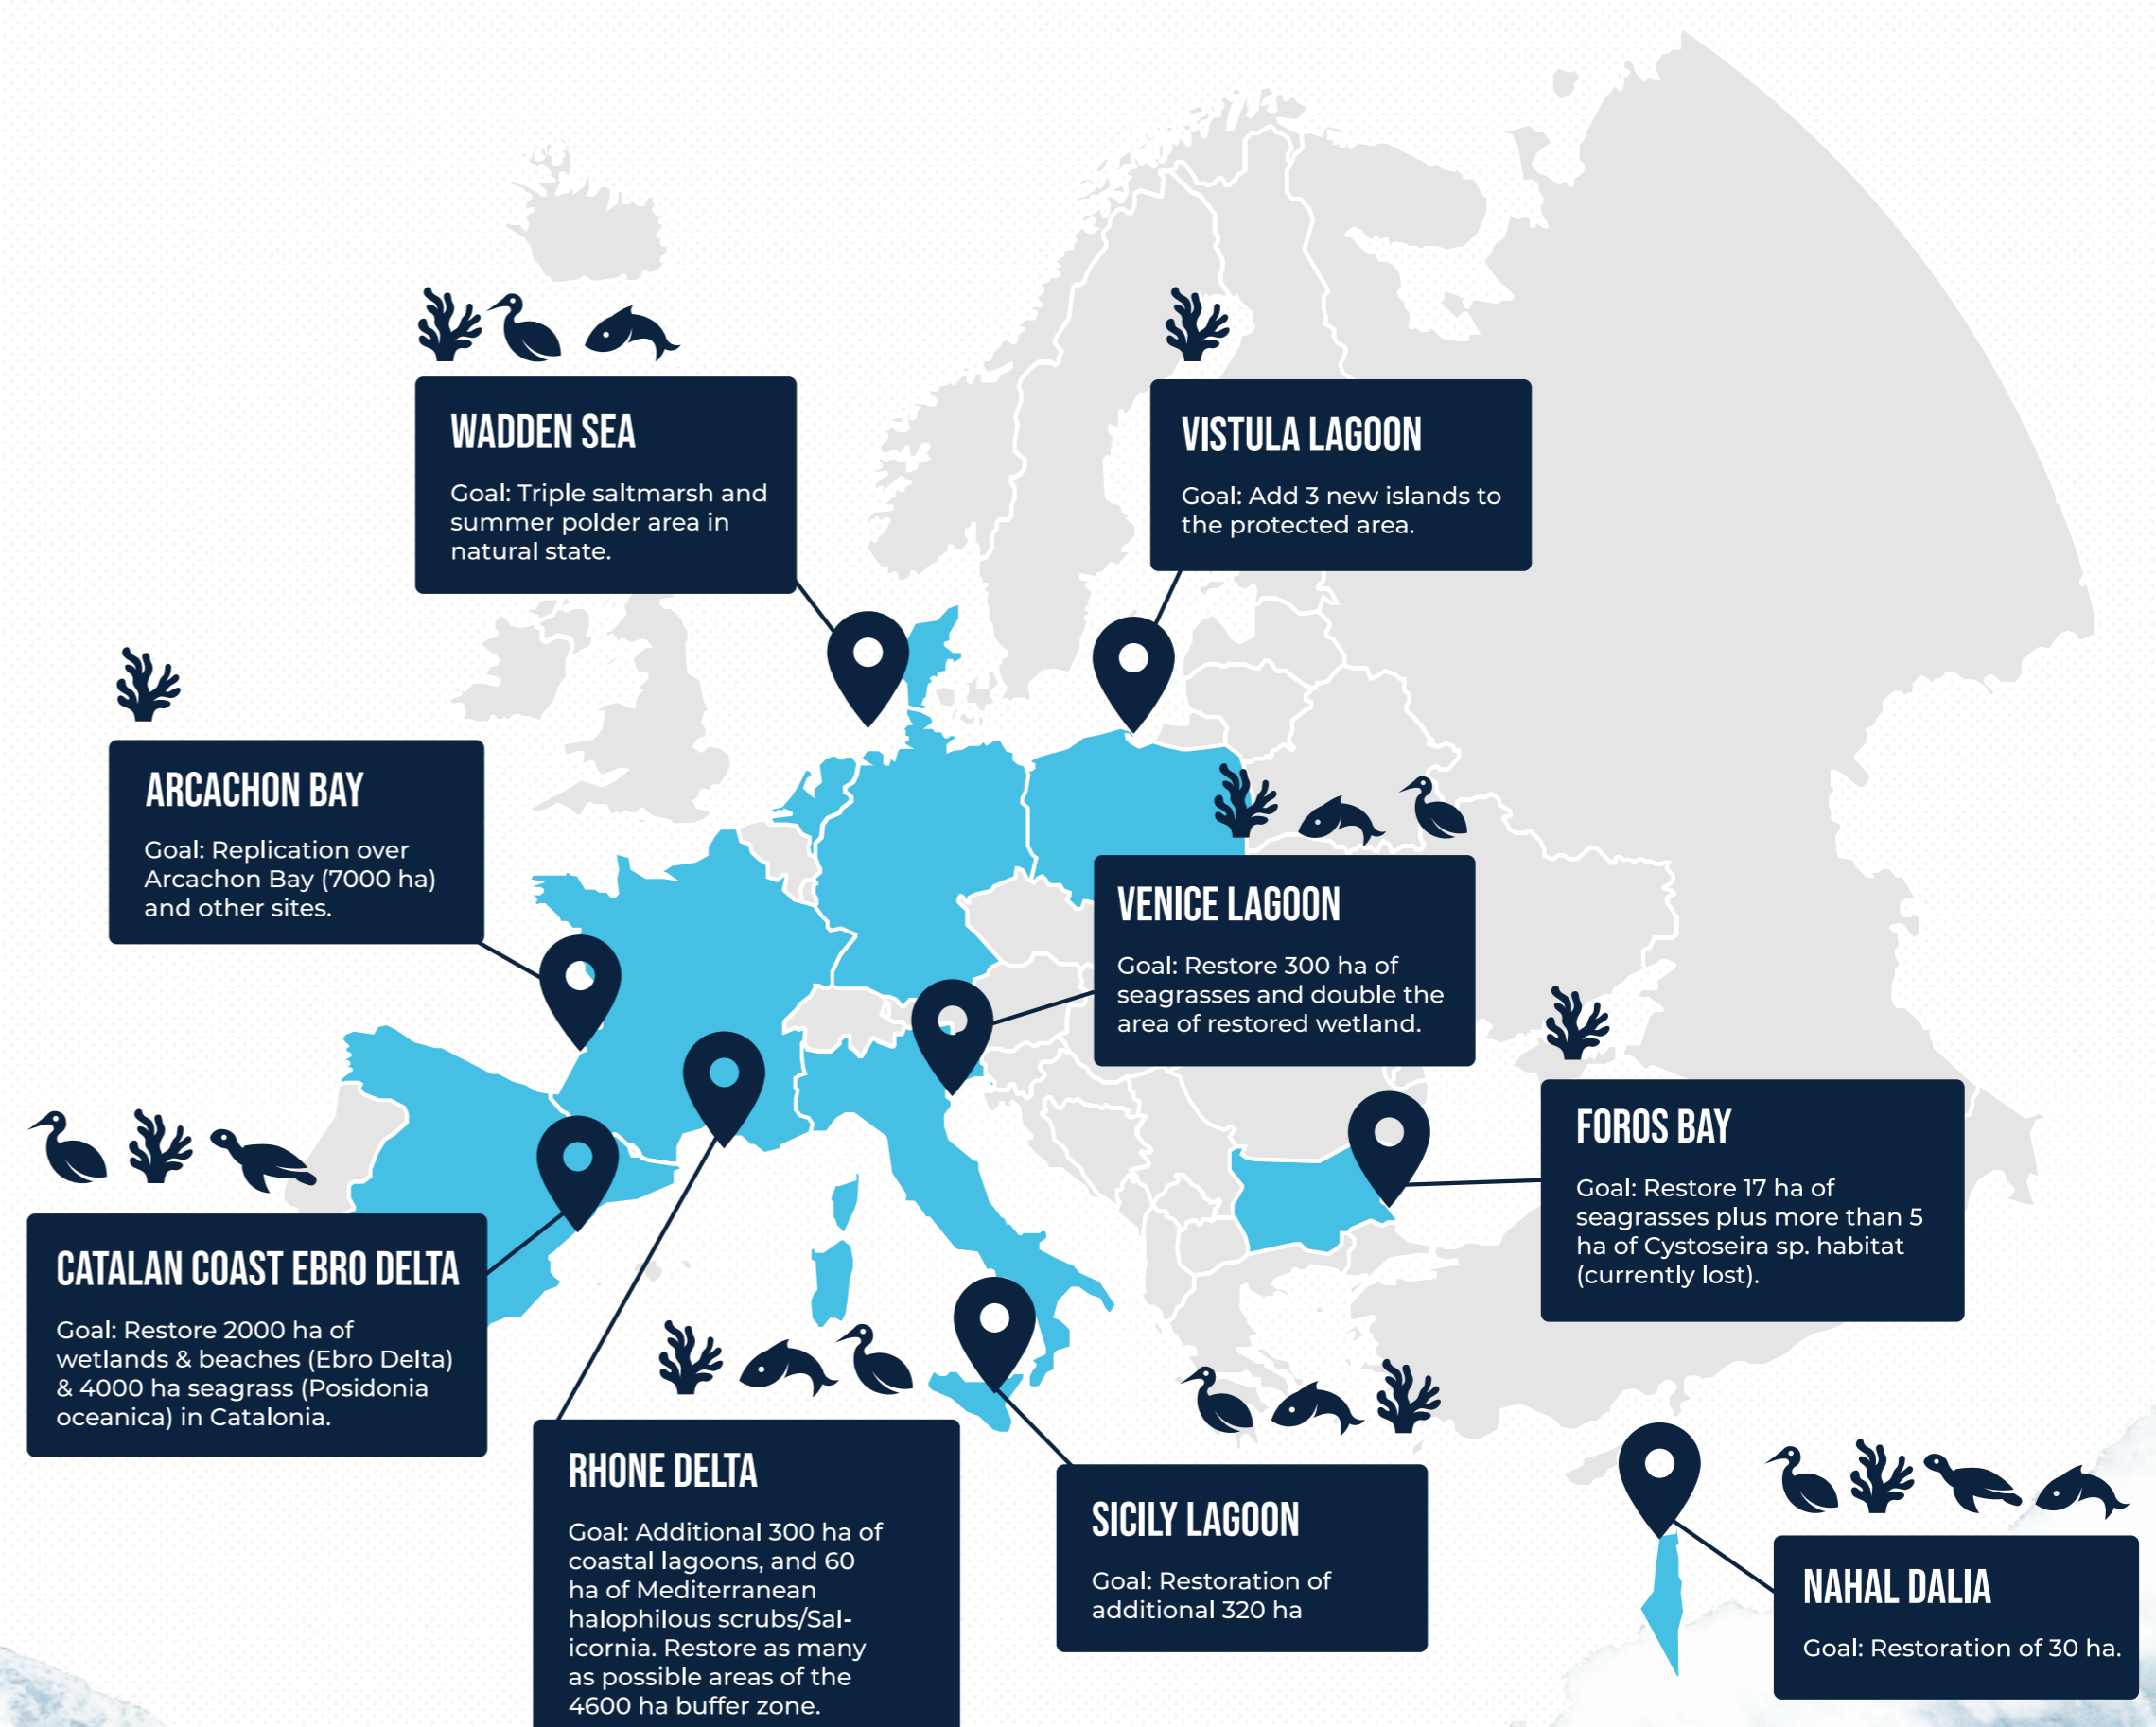 WADDEN SEA
Goal: Triple saltmarsh and
summer polder area in
natural state.
VISTULA LAGOON
Goal: Add 3 new islands to
the protected area.
ARCACHON BAY
Goal: Replication over
Arcachon Bay (7000 ha)
and other sites.
VENICE LAGOON
Goal: Restore 300 ha of
seagrasses and double the
area of restored wetland.
FOROS BAY
Goal: Restore 17 ha of
seagrasses plus more than 5
ha of Cystoseira sp. habitat
(currently lost).
CATALAN COAST EBRO DELTA
Goal: Restore 2000 ha of
wetlands & beaches (Ebro Delta)
& 4000 ha seagrass (Posidonia
oceanica) in Catalonia.
RHONE DELTA
Goal: Additional 300 ha of
coastal lagoons, and 60
ha of Mediterranean
halophilous scrubs/Sal-
icornia. Restore as many
as possible areas of the
4600 ha buffer zone.
SICILY LAGOON
Goal: Restoration of
additional 320 ha
NAHAL DALIA
Goal: Restoration of 30 ha.